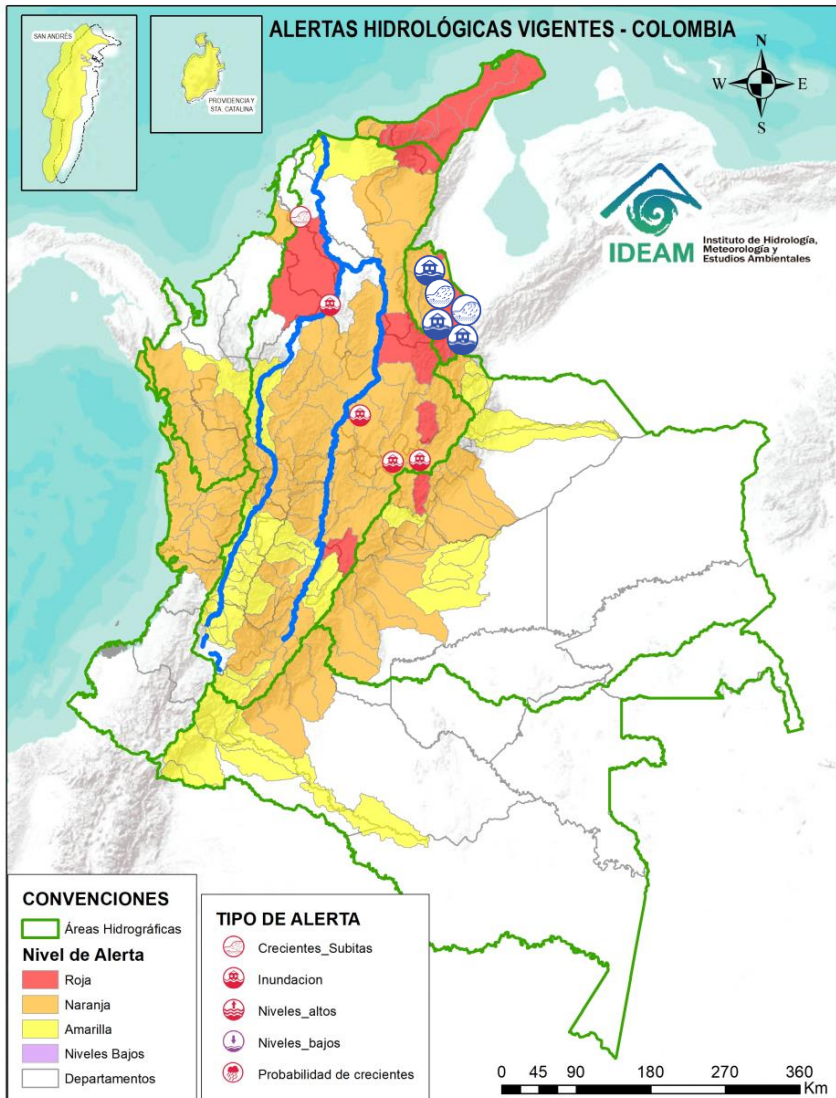 ALERTAS HIDROLÓGICAS VIGENTES - COLOMBIA
SAN ANDRÉS
PROVIDENCIA Y
STA. CATALINA
N
W
E
S
IDEAM
Instituto de Hidrología,
Meteorología y
Estudios Ambientales
CONVENCIONES
Áreas Hidrográficas
Nivel de Alerta
Roja
Naranja
Amarilla
Niveles Bajos
Departamentos
TIPO DE ALERTA
Crecientes_Subitas
Inundacion
Niveles_altos
Niveles_bajos
Probabilidad de crecientes
0 45 90 180 270 360
Km